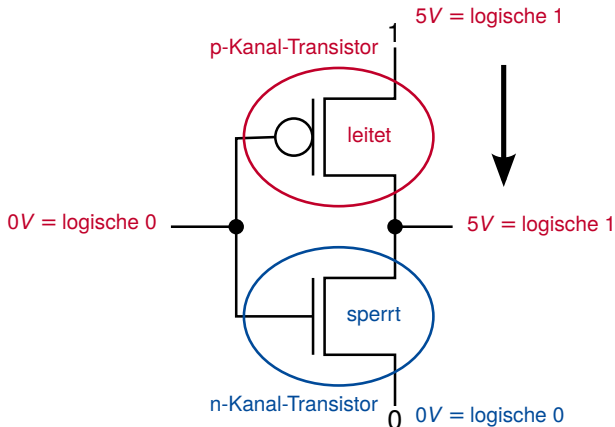 5V = logische 1
1
p-Kanal-Transistor
leitet
0V = logische 0
5V = logische 1
sperrt
n-Kanal-Transistor
0
0V = logische 0